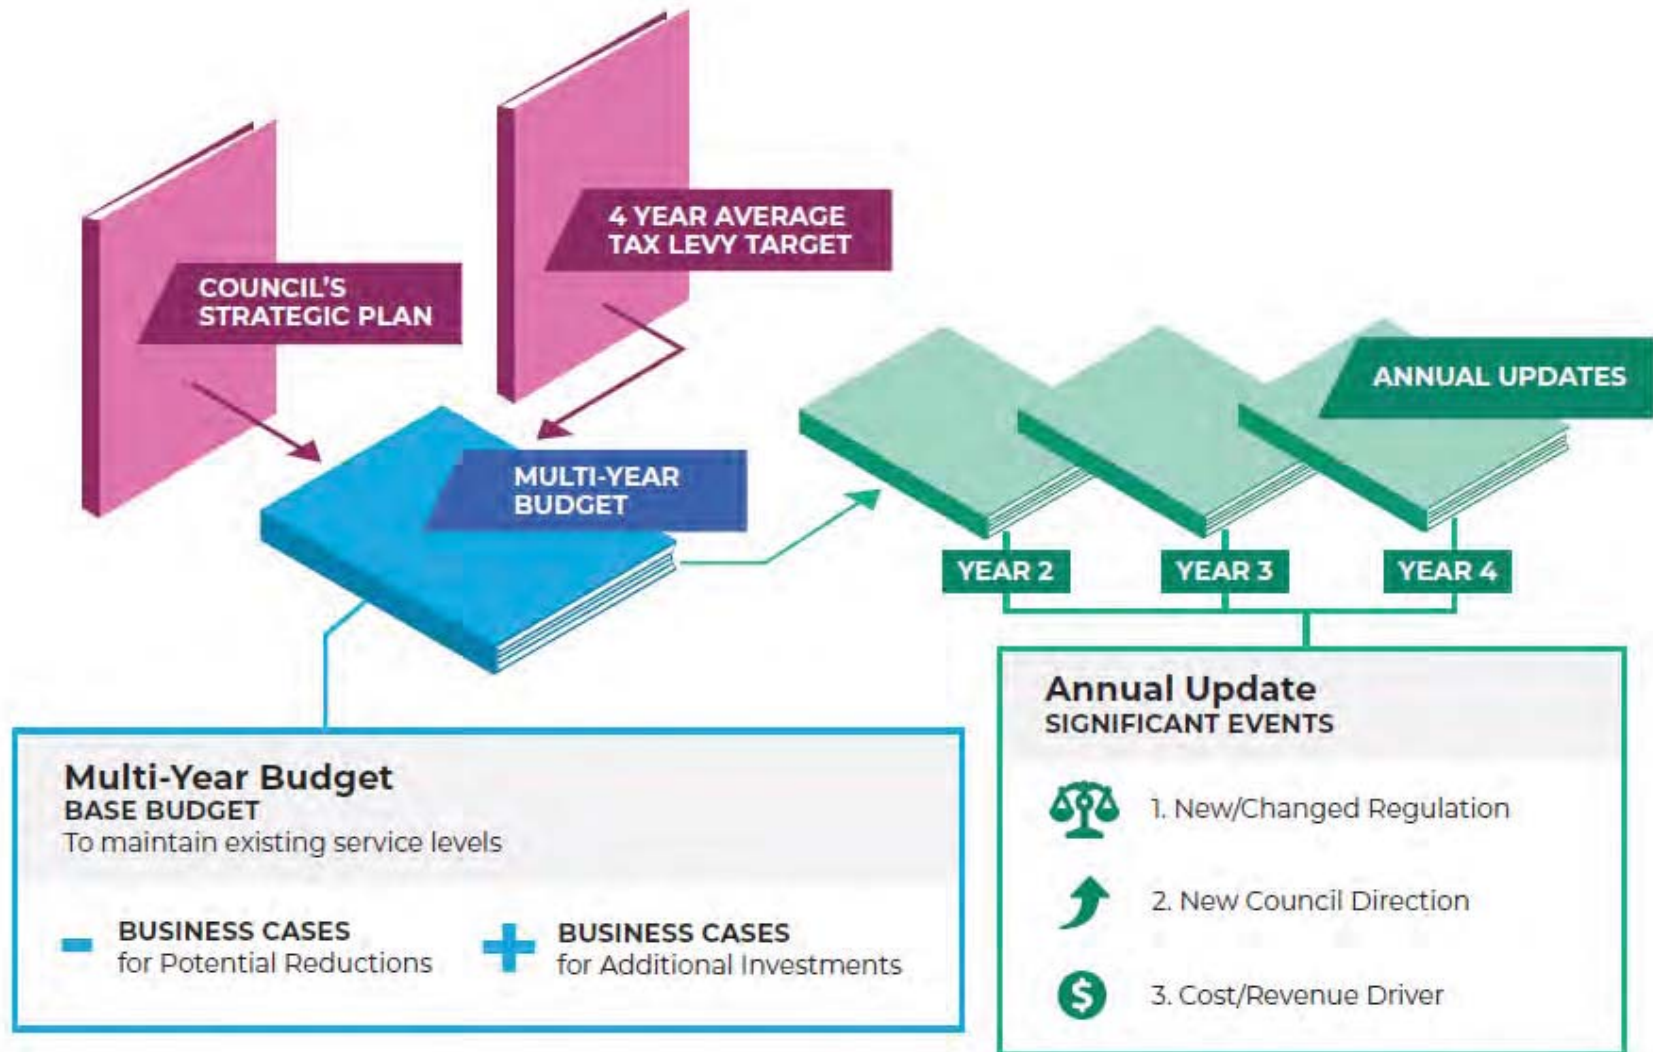 4 YEAR AVERAGE
TAX LEVY TARGET
COUNCIL'S
STRATEGIC PLAN
ANNUAL UPDATES
MULTI-YEAR
BUDGET
YEAR 2
YEAR 3
YEAR 4
Multi-Year Budget
BASE BUDGET
To maintain existing service levels
BUSINESS CASES
for Potential Reductions
BUSINESS CASES
for Additional Investments
Annual Update
SIGNIFICANT EVENTS
1. New/Changed Regulation
2. New Council Direction
3. Cost/Revenue Driver